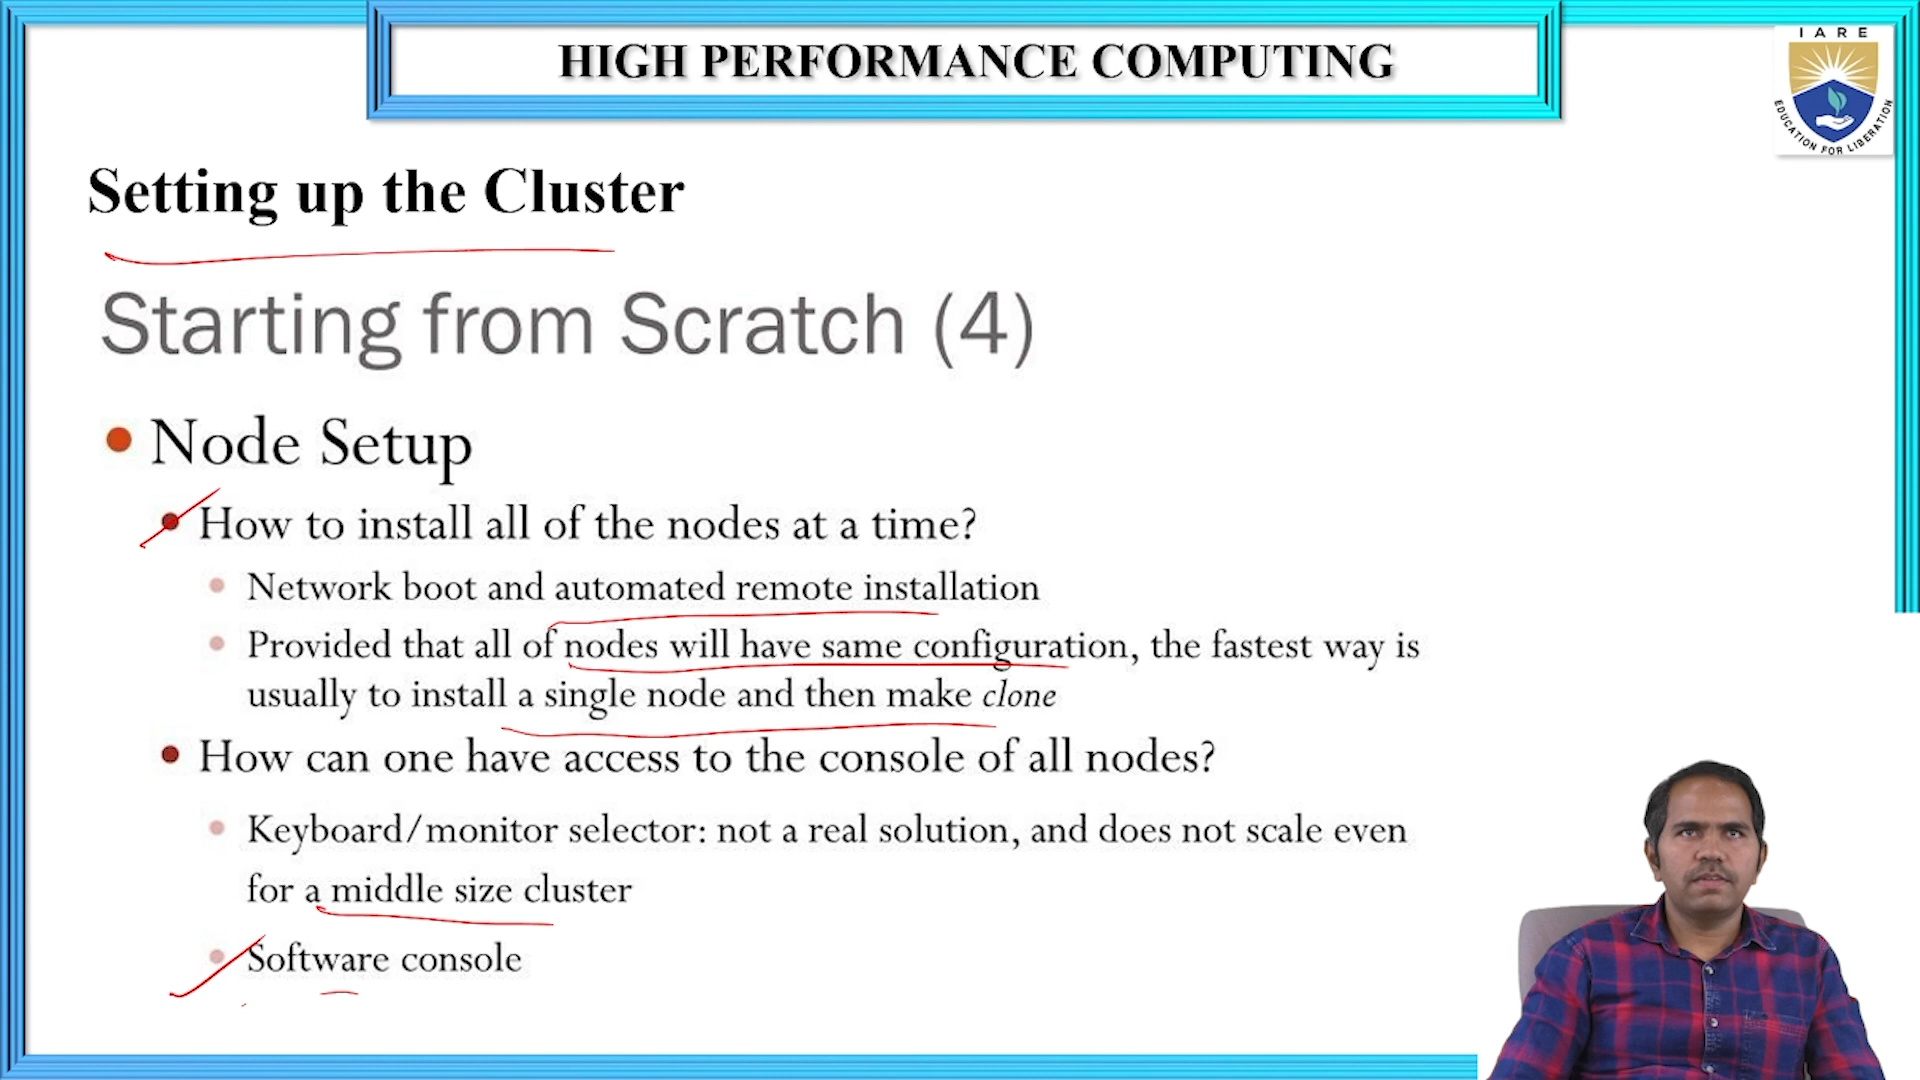 HIGH PERFORMANCE COMPUTING
IARE
EDUCATION FOR LIBERATION
Setting up the Cluster
Starting from Scratch (4)
Node Setup
How to install all of the nodes at a time?
Network boot and automated remote installation
Provided that all of nodes will have same configuration, the fastest way is
usually to install a single node and then make clone
How can one have access to the console of all nodes?
Keyboard/monitor selector: not a real solution, and does not scale even
for a middle size cluster
Software console